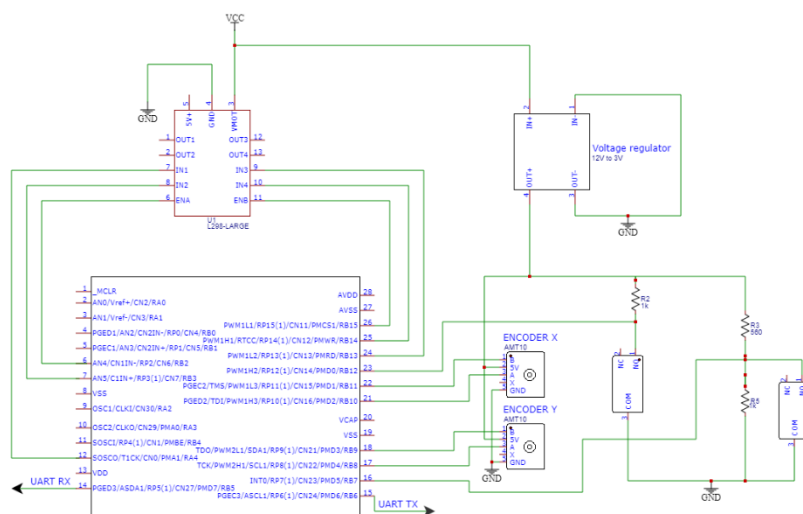 VCC
GND
5V+
GND
VMOT
5
4
3
1 OUT1
2 OUT2
7 IN1
8 IN2
6 ENA
OUT3 12
OUT4 13
IN3 9
IN4 10
ENB 11
U1
L298-LARGE
2
1
IN+
IN-
Voltage regulator
12V to 3V
OUT+
OUT-
4
3
GND
1 _MCLR
2 AN0/Vref+/CN2/RA0
3 AN1/Vref-/CN3/RA1
4 PGED1/AN2/CN2IN-/RP0/CN4/RB0
5 PGEC1/AN3/CN2IN+/RP1/CN5/RB1
6 AN4/C1IN-/RP2/CN6/RB2
7 AN5/C1IN+/RP3(1)/CN7/RB3
8 VSS
9 OSC1/CLKI/CN30/RA2
10 OSC2/CLKO/CN29/PMA0/RA3
11 SOSCI/RP4(1)/CN1/PMBE/RB4
12 SOSCO/T1CK/CN0/PMA1/RA4
13 VDD
14 PGED3/ASDA1/RP5(1)/CN27/PMD7/RB5
AVDD 28
AVSS 27
PWM1L1/RP15(1)/CN11/PMCS1/RB15 26
PWM1H1/RTCC/RP14(1)/CN12/PMWR/RB14 25
PWM1L2/RP13(1)/CN13/PMRD/RB13 24
PWM1H2/RP12(1)/CN14/PMD0/RB12 23
PGEC2/TMS/PWM1L3/RP11(1)/CN15/PMD1/RB11 22
PGED2/TDI/PWM1H3/RP10(1)/CN16/PMD2/RB10 21
VCAP 20
VSS 19
TDO/PWM2L1/SDA1/RP9(1)/CN21/PMD3/RB9 18
TCK/PWM2H1/SCL1/RP8(1)/CN22/PMD4/RB8 17
INT0/RP7(1)/CN23/PMD5/RB7 16
PGEC3/ASCL1/RP6(1)/CN24/PMD6/RB6 15
UART RX
UART TX
ENCODER X
AMT10
B
5V
A
X
GND
ENCODER Y
AMT10
B
5V
A
X
GND
GND
R2
1k
R3
560
R5
NC
NO
COM
3
NC
NO
COM
3
GND